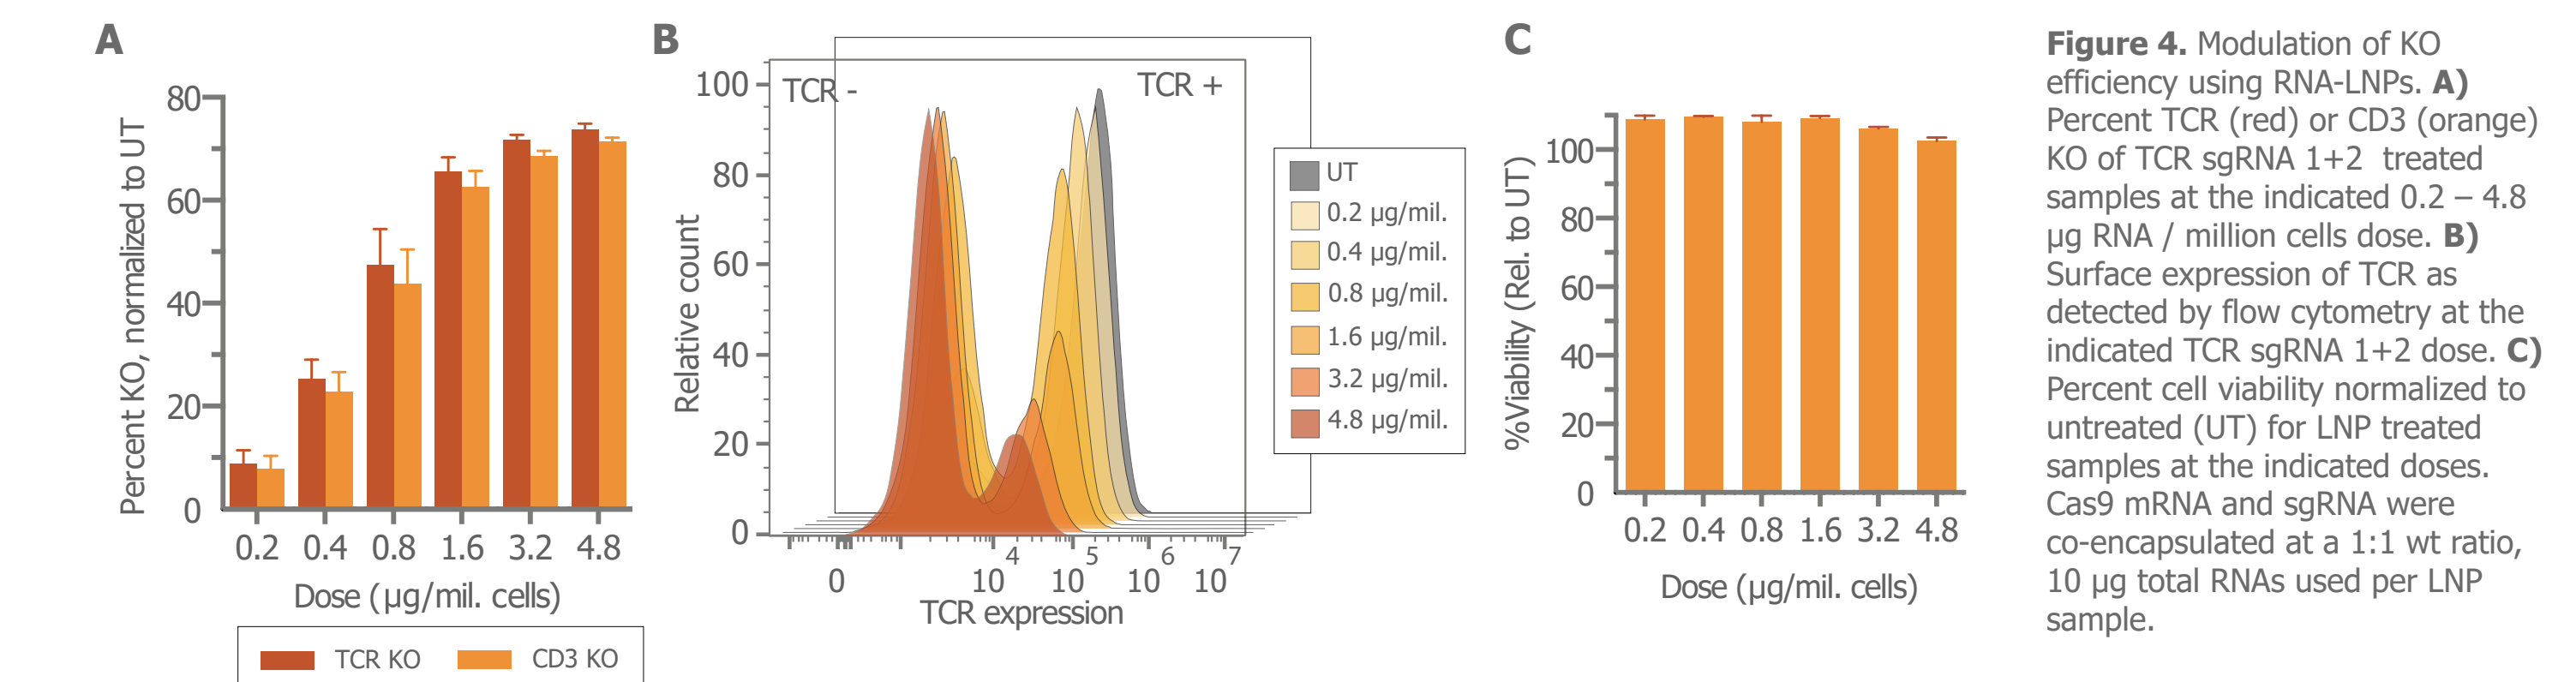 A
80
60
40
20
0
Percent KO, normalized to UT
0.2 0.4 0.8 1.6 3.2 4.8
Dose (µg/mil. cells)
TCR KO CD3 KO
B
TCR - TCR +
100
80
60
40
20
0
Relative count
0 10^4 10^5 10^6 10^7
TCR expression
UT
0.2 µg/mil.
0.4 µg/mil.
0.8 µg/mil.
1.6 µg/mil.
3.2 µg/mil.
4.8 µg/mil.
C
100
80
60
40
20
0
%Viability (Rel. to UT)
0.2 0.4 0.8 1.6 3.2 4.8
Dose (µg/mil. cells)
Figure 4. Modulation of KO
efficiency using RNA-LNPs. A)
Percent TCR (red) or CD3 (orange)
KO of TCR sgRNA 1+2 treated
samples at the indicated 0.2 – 4.8
µg RNA / million cells dose. B)
Surface expression of TCR as
detected by flow cytometry at the
indicated TCR sgRNA 1+2 dose. C)
Percent cell viability normalized to
untreated (UT) for LNP treated
samples at the indicated doses.
Cas9 mRNA and sgRNA were
co-encapsulated at a 1:1 wt ratio,
10 µg total RNAs used per LNP
sample.